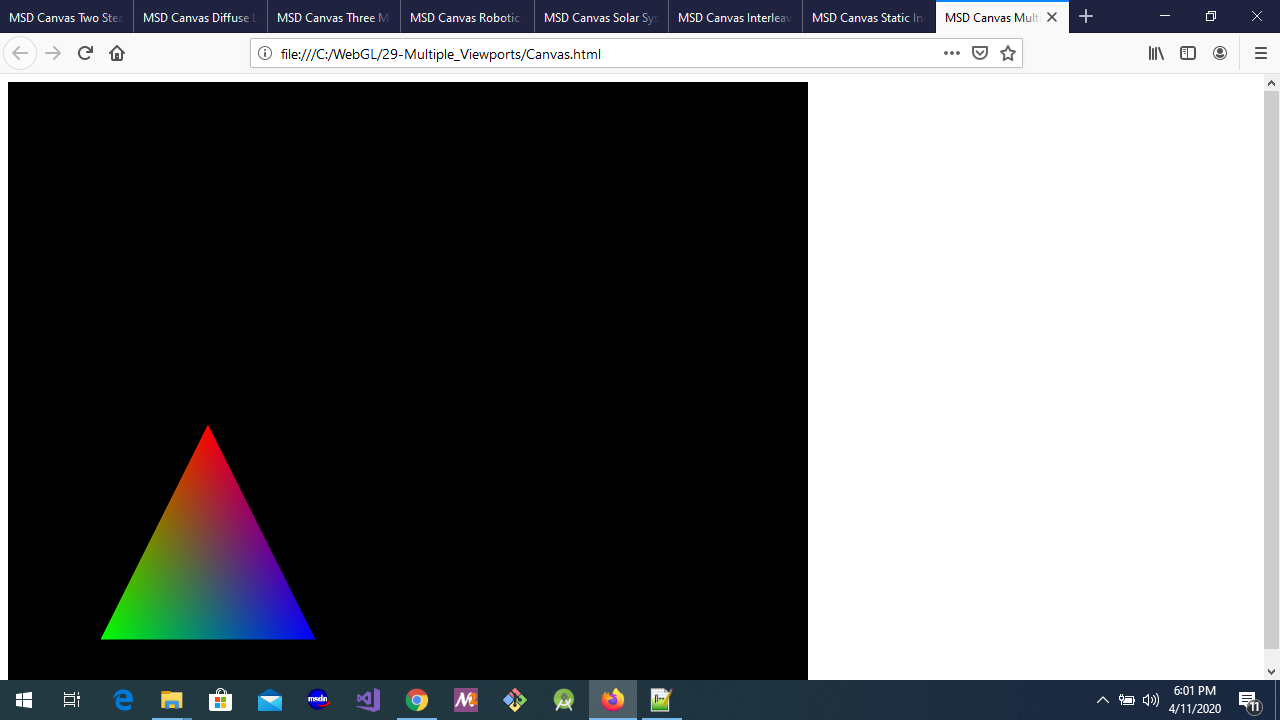 MSD Canvas Two Stea
MSD Canvas Diffuse L
MSD Canvas Three M
MSD Canvas Robotic
MSD Canvas Solar Sys
MSD Canvas Interleav
MSD Canvas Static In
MSD Canvas Mult
file:///C:/WebGL/29-Multiple_Viewports/Canvas.html
msdn
6:01 PM
4/11/2020
11